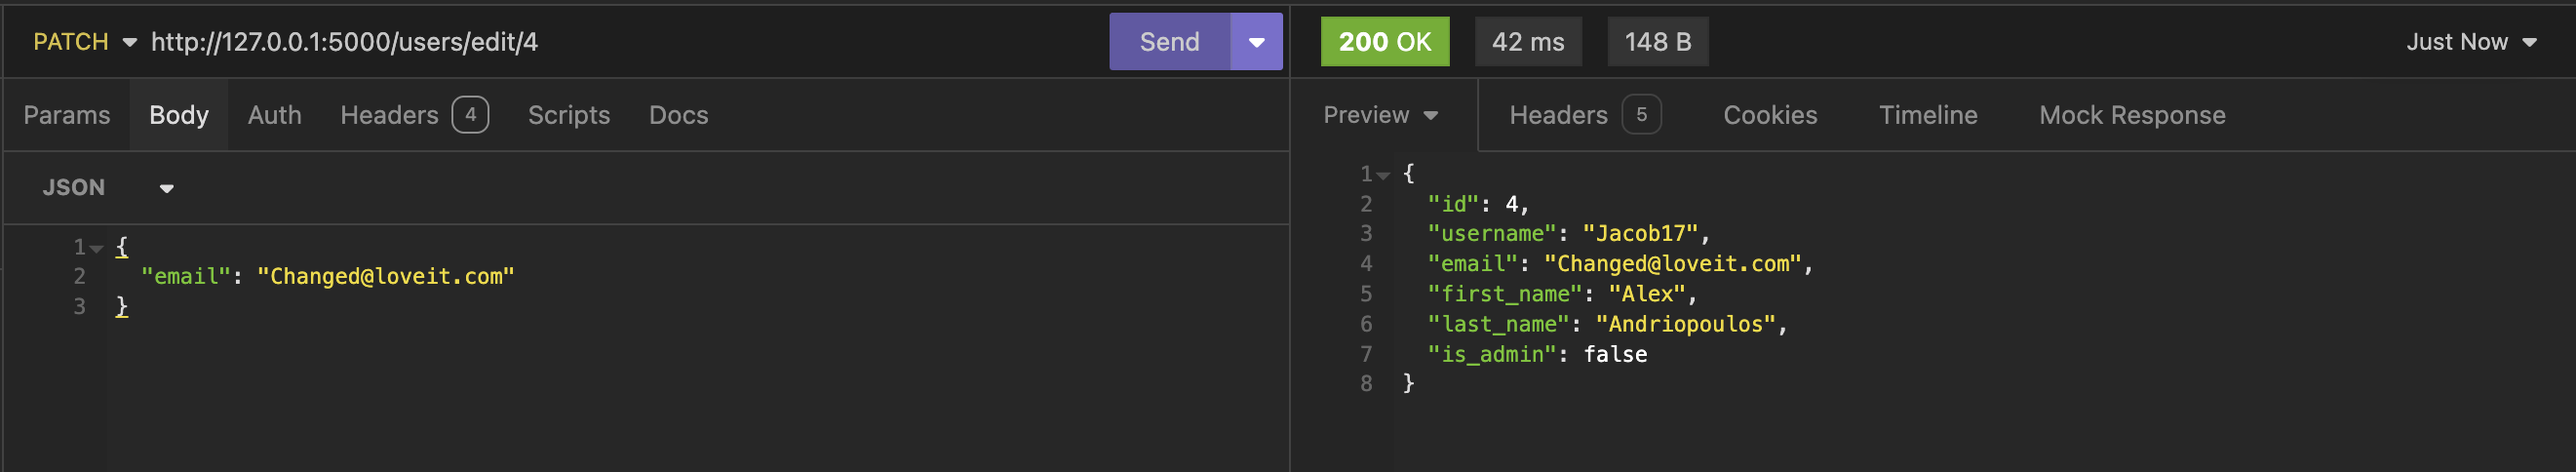 PATCH http://127.0.0.1:5000/users/edit/4 Send 200 OK 42 ms 148 B Just Now
Params Body Auth Headers 4 Scripts Docs Preview Headers 5 Cookies Timeline Mock Response
JSON
1 {
2 "email": "Changed@loveit.com"
3 }
1 {
2 "id": 4,
3 "username": "Jacob17",
4 "email": "Changed@loveit.com",
5 "first_name": "Alex",
6 "last_name": "Andriopoulos",
7 "is_admin": false
8 }